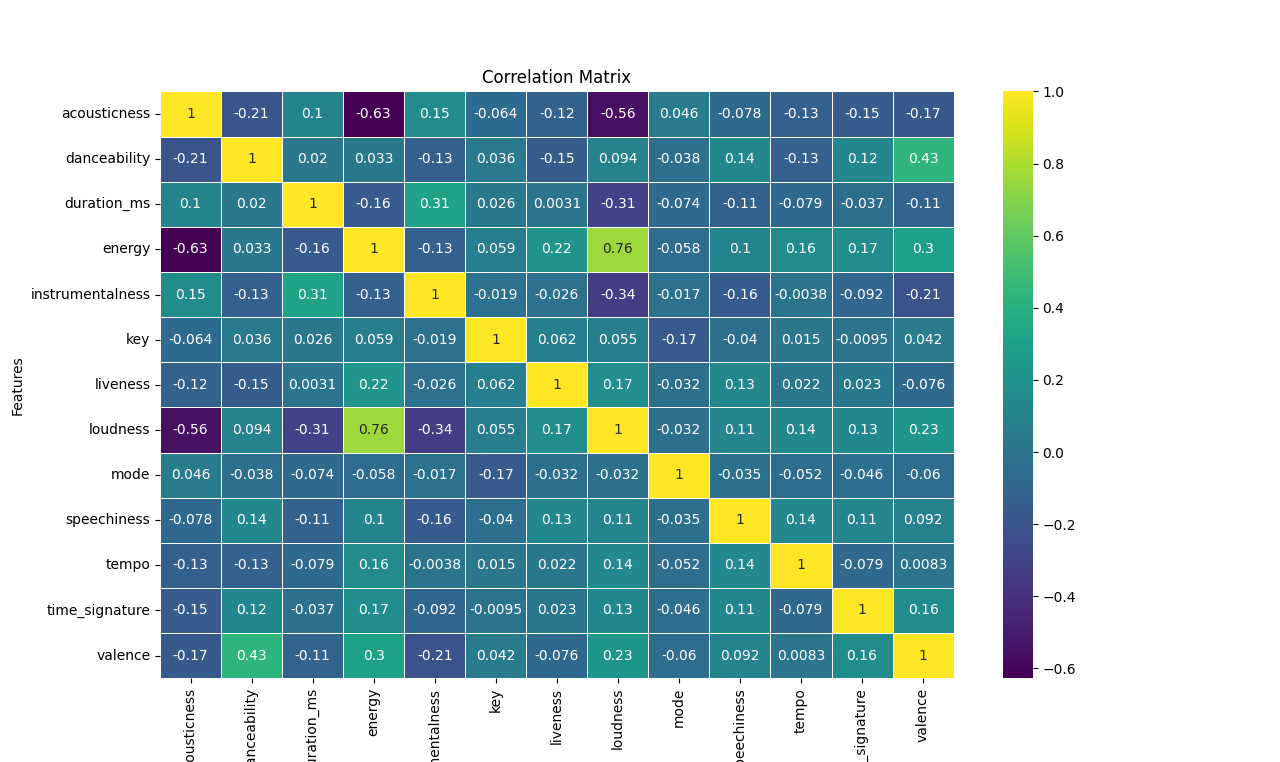 Correlation Matrix
acousticness 1 -0.21 0.1 -0.63 0.15 -0.064 -0.12 -0.56 0.046 -0.078 -0.13 -0.15 -0.17
danceability -0.21 1 0.02 0.033 -0.13 0.036 -0.15 0.094 -0.038 0.14 -0.13 0.12 0.43
duration_ms 0.1 0.02 1 -0.16 0.31 0.026 0.0031 -0.31 -0.074 -0.11 -0.079 -0.037 -0.11
energy -0.63 0.033 -0.16 1 -0.13 0.059 0.22 0.76 -0.058 0.1 0.16 0.17 0.3
instrumentalness 0.15 -0.13 0.31 -0.13 1 -0.019 -0.026 -0.34 -0.017 -0.16 -0.0038 -0.092 -0.21
key -0.064 0.036 0.026 0.059 -0.019 1 0.062 0.055 -0.17 -0.04 0.015 -0.0095 0.042
liveness -0.12 -0.15 0.0031 0.22 -0.026 0.062 1 0.17 -0.032 0.13 0.022 0.023 -0.076
loudness -0.56 0.094 -0.31 0.76 -0.34 0.055 0.17 1 -0.032 0.11 0.14 0.13 0.23
mode 0.046 -0.038 -0.074 -0.058 -0.017 -0.17 -0.032 -0.032 1 -0.035 -0.052 -0.046 -0.06
speechiness -0.078 0.14 -0.11 0.1 -0.16 -0.04 0.13 0.11 -0.035 1 0.14 0.11 0.092
tempo -0.13 -0.13 -0.079 0.16 -0.0038 0.015 0.022 0.14 -0.052 0.14 1 -0.079 0.0083
time_signature -0.15 0.12 -0.037 0.17 -0.092 -0.0095 0.023 0.13 -0.046 0.11 -0.079 1 0.16
valence -0.17 0.43 -0.11 0.3 -0.21 0.042 -0.076 0.23 -0.06 0.092 0.0083 0.16 1
Features
ousticness
anceability
uration_ms
energy
mentalness
key
liveness
loudness
mode
peechiness
tempo
_signature
valence
1.0
0.8
0.6
0.4
0.2
0.0
−0.2
−0.4
−0.6